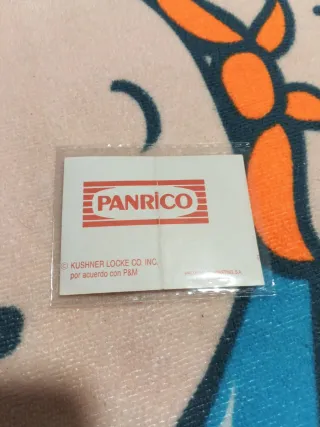 PANRICO
© KUSHNER LOCKE CO. INC.
por acuerdo con P&M